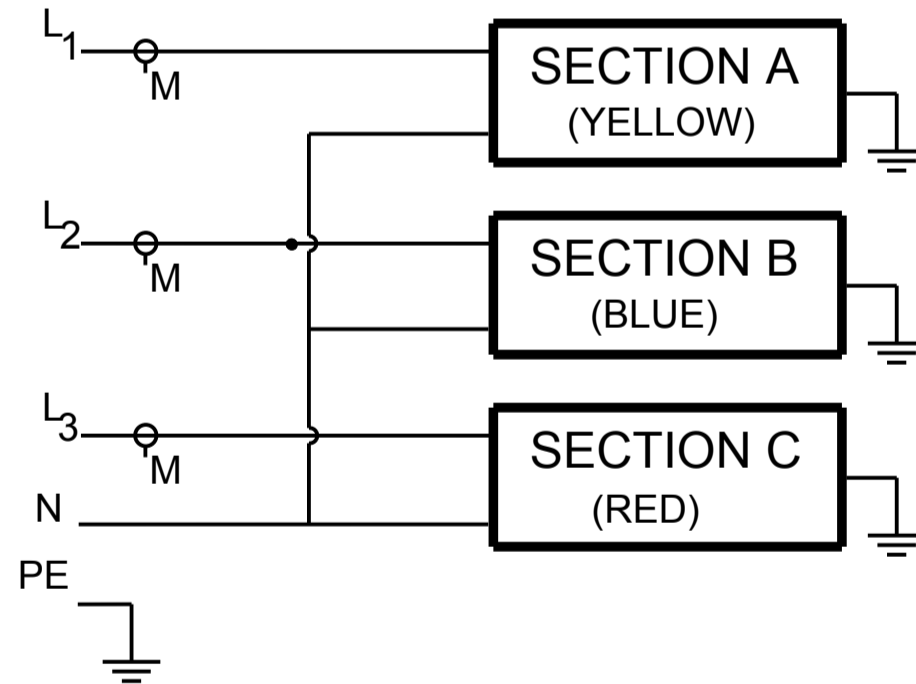 L1
M
SECTION A
(YELLOW)
L2
M
SECTION B
(BLUE)
L3
M
SECTION C
(RED)
N
PE